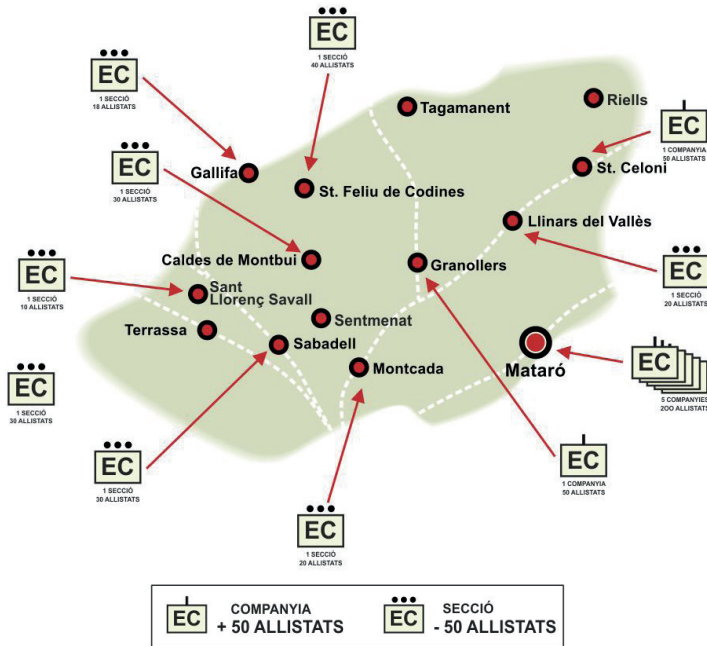 EC
1 SECCIÓ
40 ALLISTATS
EC
1 SECCIÓ
18 ALLISTATS
Tagamanent
Riells
EC
1 COMPANYIA
50 ALLISTATS
EC
1 SECCIÓ
30 ALLISTATS
Gallifa
St. Feliu de Codines
St. Celoni
Llinars del Vallès
Caldes de Montbui
Granollers
EC
1 SECCIÓ
20 ALLISTATS
EC
1 SECCIÓ
10 ALLISTATS
Sant
Llorenç Savall
Sentmenat
Terrassa
Sabadell
Montcada
Mataró
EC
5 COMPANYIES
200 ALLISTATS
EC
1 SECCIÓ
30 ALLISTATS
EC
1 SECCIÓ
30 ALLISTATS
EC
1 COMPANYIA
50 ALLISTATS
EC
1 SECCIÓ
20 ALLISTATS
EC
COMPANYIA
+ 50 ALLISTATS
EC
SECCIÓ
- 50 ALLISTATS